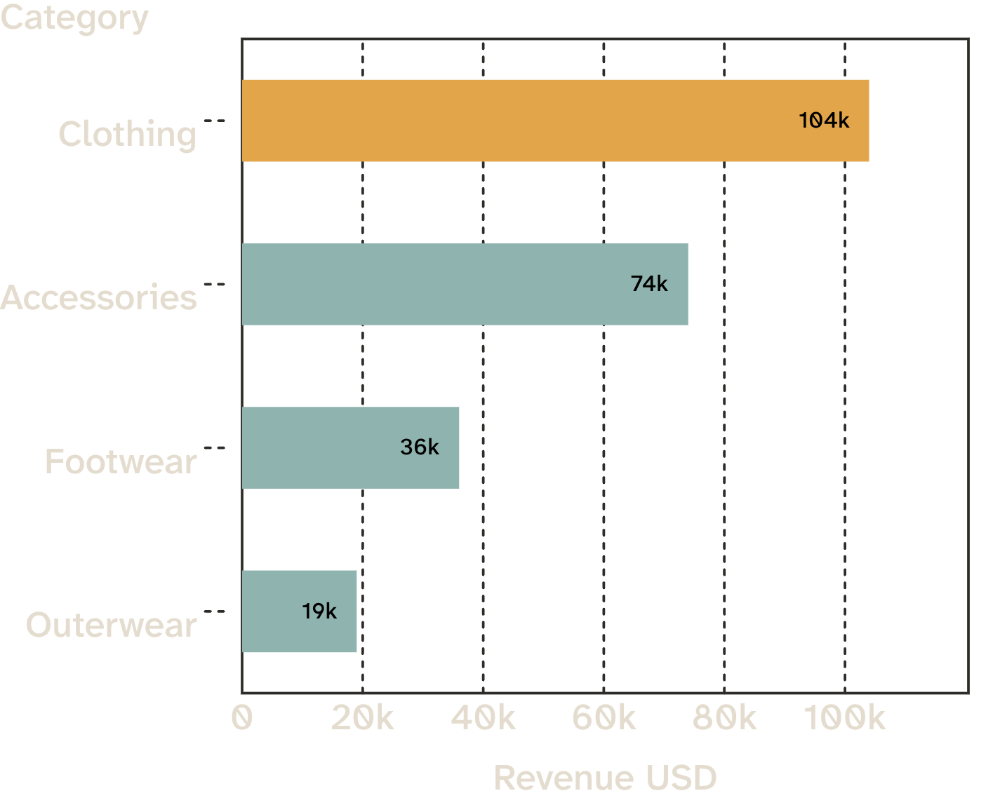 Category
Clothing
104k
Accessories
74k
Footwear
36k
Outerwear
19k
0 20k 40k 60k 80k 100k
Revenue USD